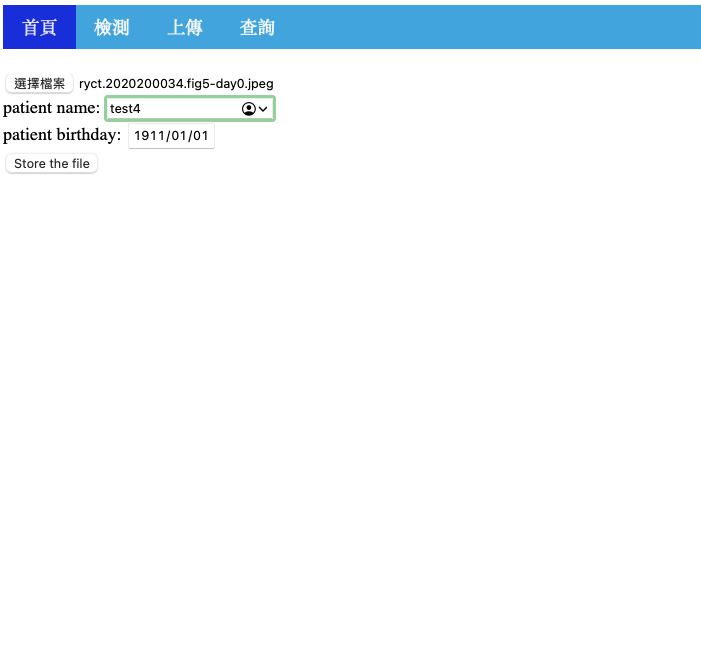 首頁 檢測 上傳 查詢
選擇檔案 ryct.2020200034.fig5-day0.jpeg
patient name: test4
patient birthday: 1911/01/01
Store the file